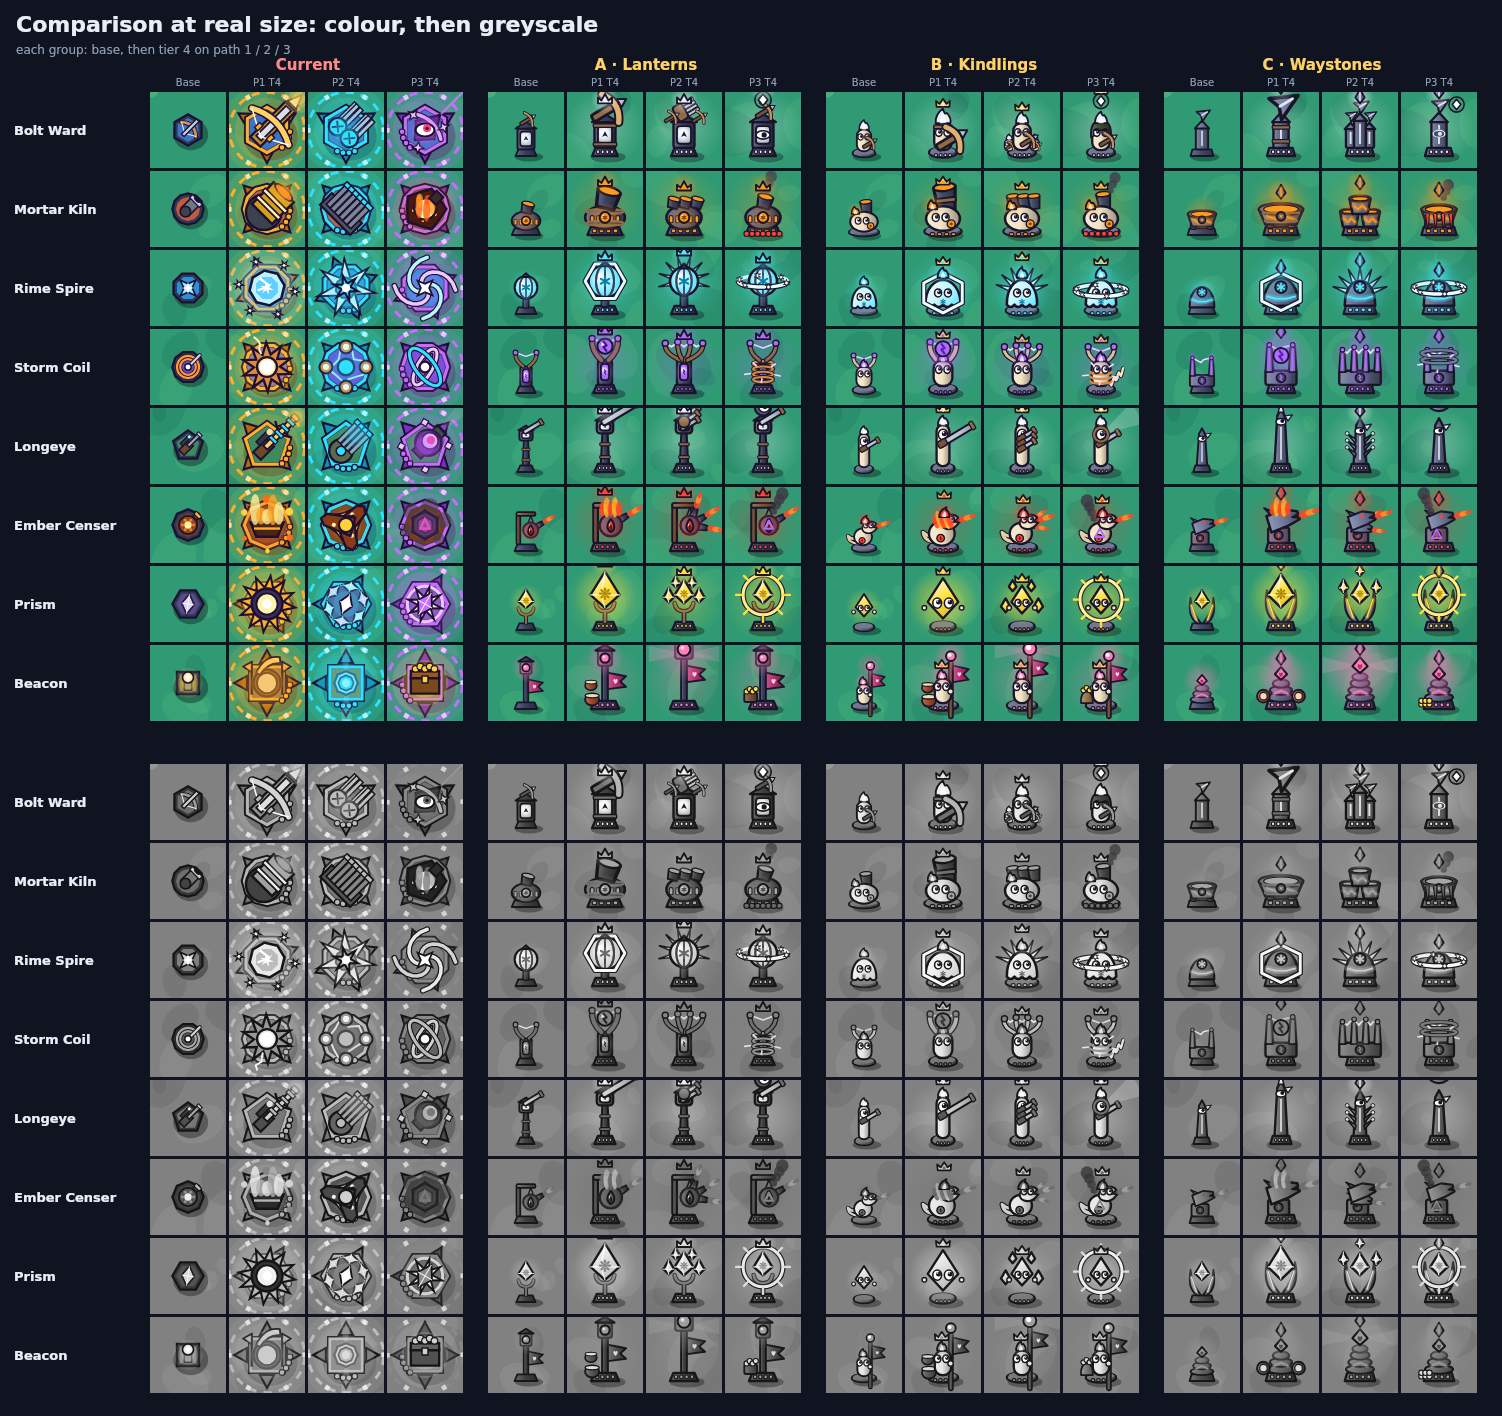 Comparison at real size: colour, then greyscale
each group: base, then tier 4 on path 1 / 2 / 3
Current
A · Lanterns
B · Kindlings
C · Waystones
Base P1 T4 P2 T4 P3 T4 Base P1 T4 P2 T4 P3 T4 Base P1 T4 P2 T4 P3 T4 Base P1 T4 P2 T4 P3 T4
Bolt Ward
Mortar Kiln
Rime Spire
Storm Coil
Longeye
Ember Censer
Prism
Beacon
Bolt Ward
Mortar Kiln
Rime Spire
Storm Coil
Longeye
Ember Censer
Prism
Beacon